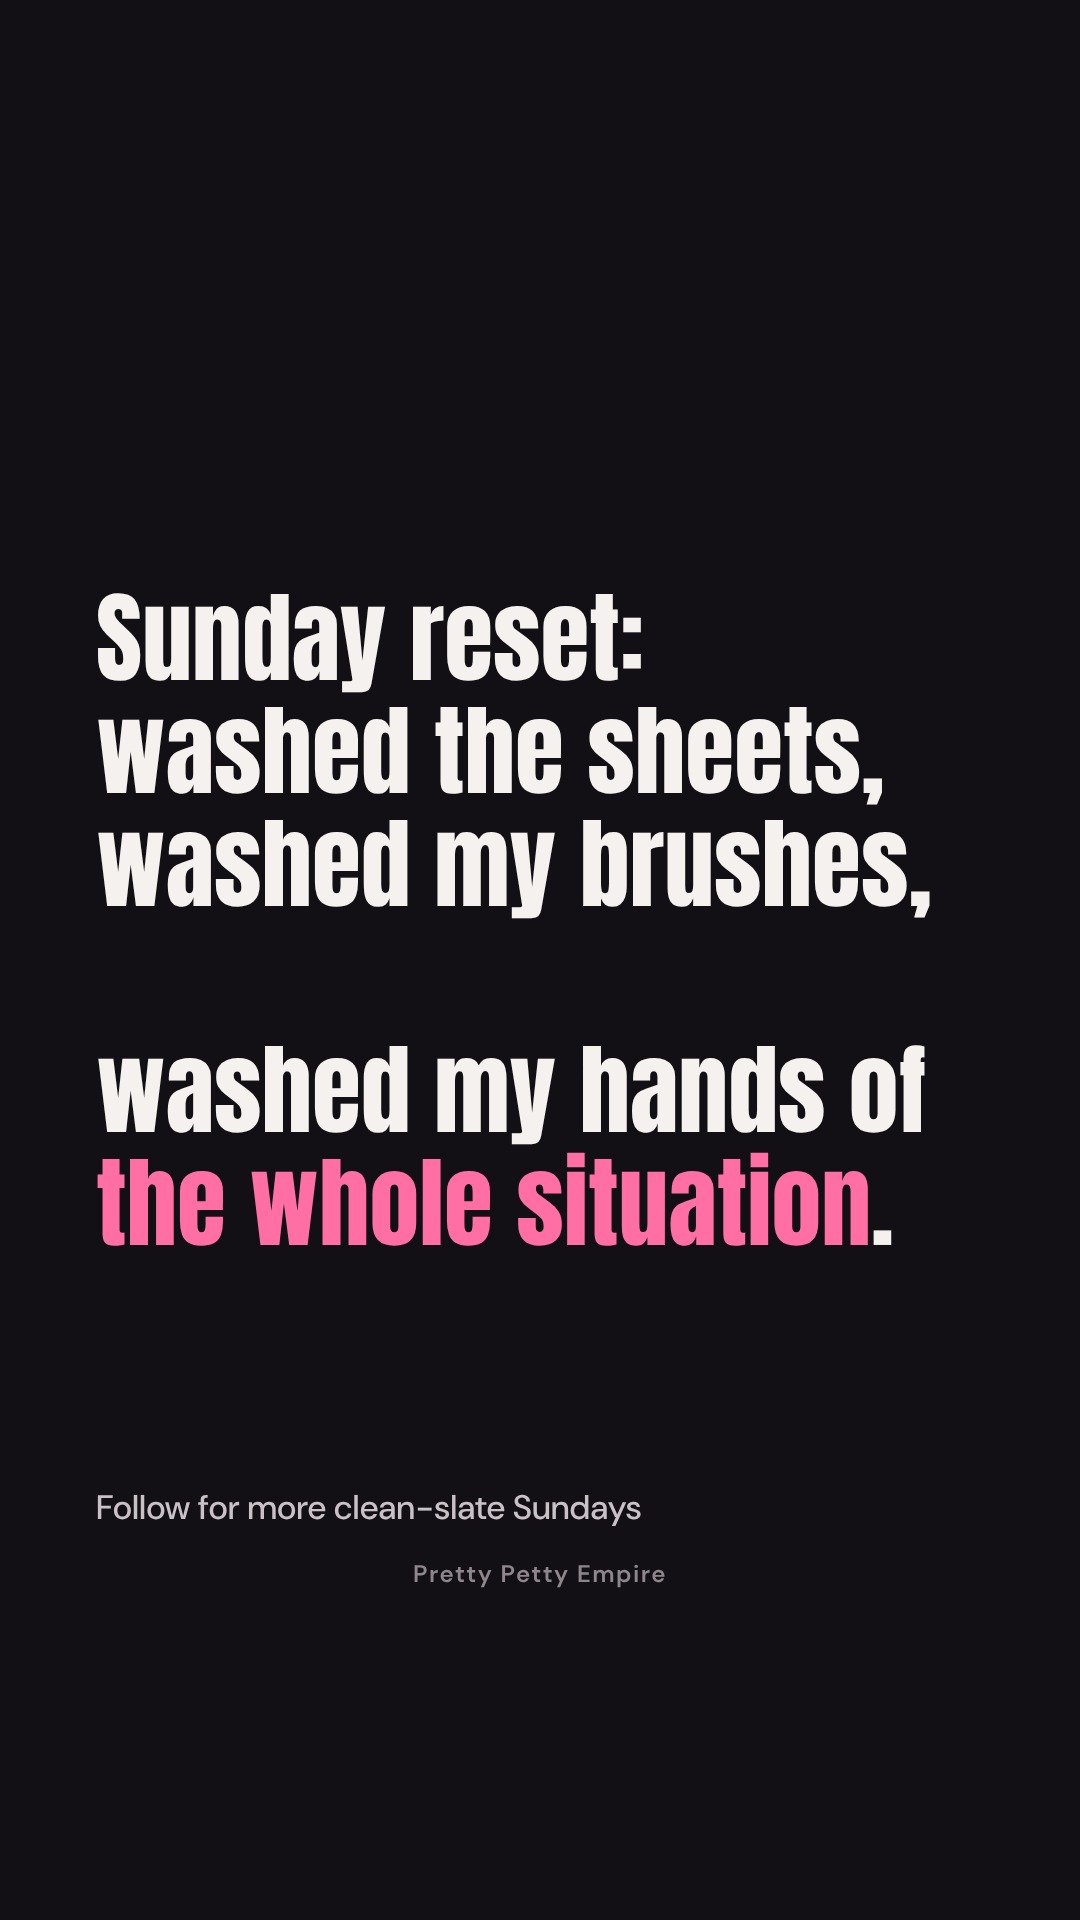 Sunday reset:
washed the sheets,
washed my brushes,
washed my hands of
the whole situation.
Follow for more clean-slate Sundays
Pretty Petty Empire